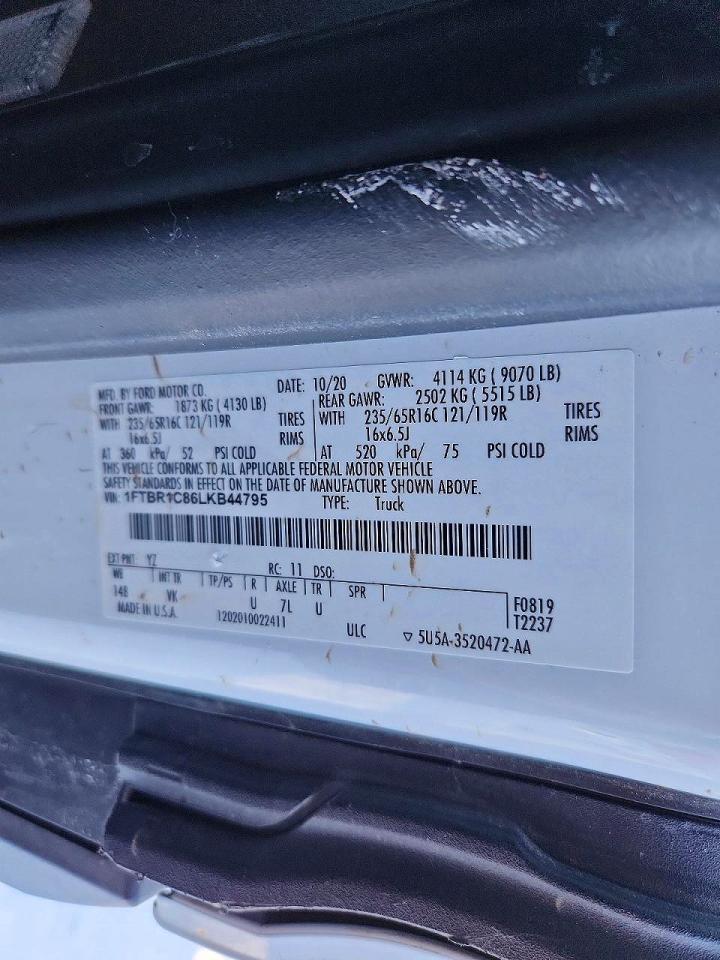 MFD. BY FORD MOTOR CO. DATE: 10/20 GVWR: 4114 KG ( 9070 LB)
FRONT GAWR: 1873 KG ( 4130 LB) REAR GAWR: 2502 KG ( 5515 LB)
WITH 235/65R16C 121/119R TIRES WITH 235/65R16C 121/119R TIRES
16x6.5J RIMS 16x6.5J RIMS
AT 360 kPa/ 52 PSI COLD AT 520 kPa/ 75 PSI COLD
THIS VEHICLE CONFORMS TO ALL APPLICABLE FEDERAL MOTOR VEHICLE
SAFETY STANDARDS IN EFFECT ON THE DATE OF MANUFACTURE SHOWN ABOVE.
VIN: 1FTBR1C86LKB44795 TYPE: Truck
EXT PNT: YZ RC: 11 DSO:
WB INT TR TP/PS R AXLE TR SPR
148 VK U 7L U F0819
MADE IN U.S.A. 1202010022411 T2237
ULC ▽ 5U5A-3520472-AA